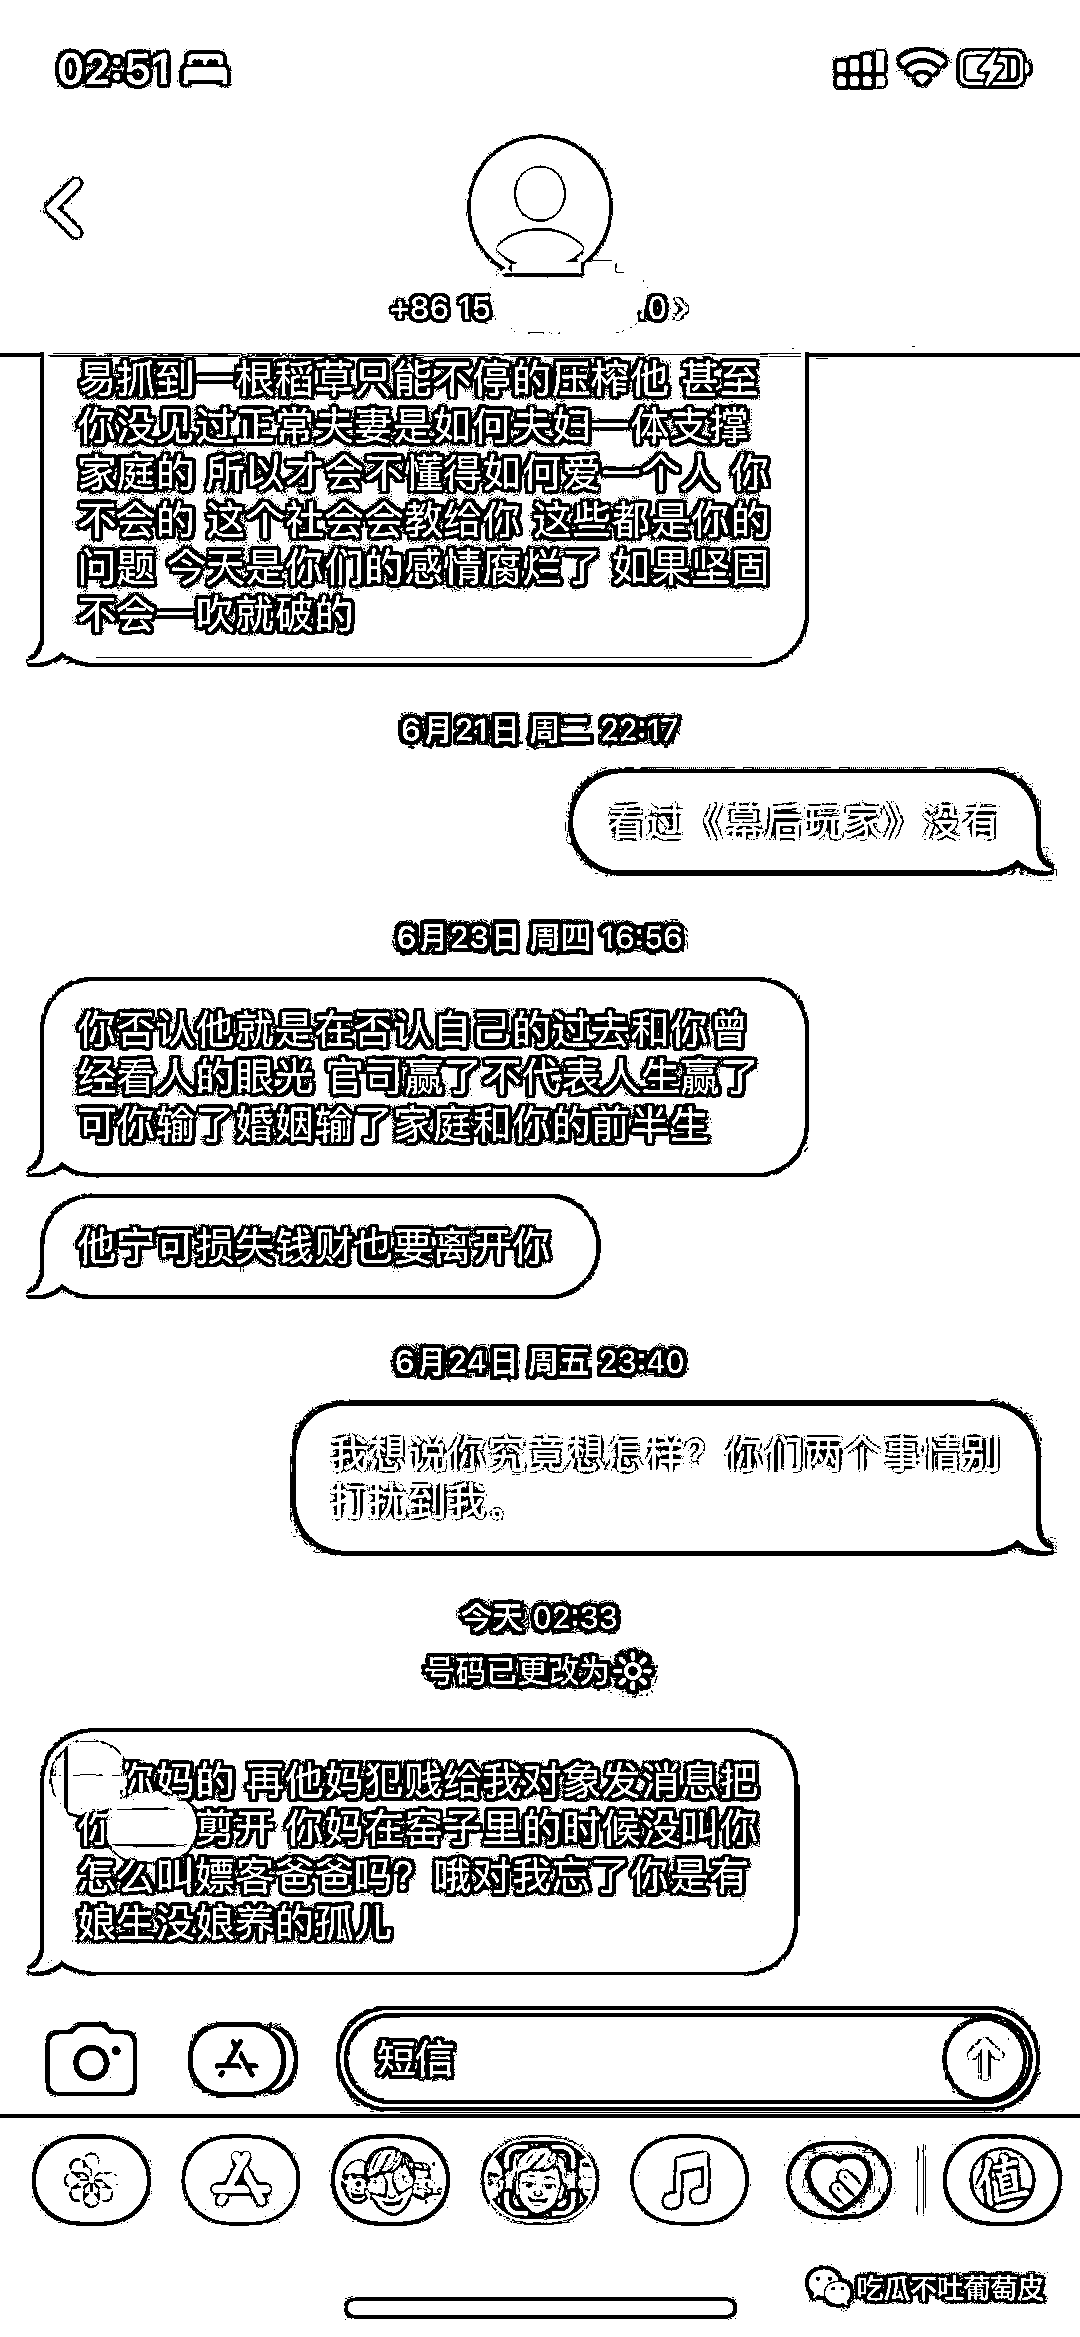 02:51
+86 15 .0
易抓到一根稻草只能不停的压榨他 甚至
你没见过正常夫妻是如何夫妇一体支撑
家庭的 所以才会不懂得如何爱一个人 你
不会的 这个社会会教给你 这些都是你的
问题 今天是你们的感情腐烂了 如果坚固
不会一吹就破的
6月21日 周二 22:17
看过《幕后玩家》没有
6月23日 周四 16:56
你否认他就是在否认自己的过去和你曾
经看人的眼光 官司赢了不代表人生赢了
可你输了婚姻输了家庭和你的前半生
他宁可损失钱财也要离开你
6月24日 周五 23:40
我想说你究竟想怎样？你们两个事情别
打扰到我。
今天 02:33
号码已更改为
你妈的 再他妈犯贱给我对象发消息把
你 剪开 你妈在窑子里的时候没叫你
怎么叫嫖客爸爸吗？哦对我忘了你是有
娘生没娘养的孤儿
短信
值
吃瓜不吐葡萄皮